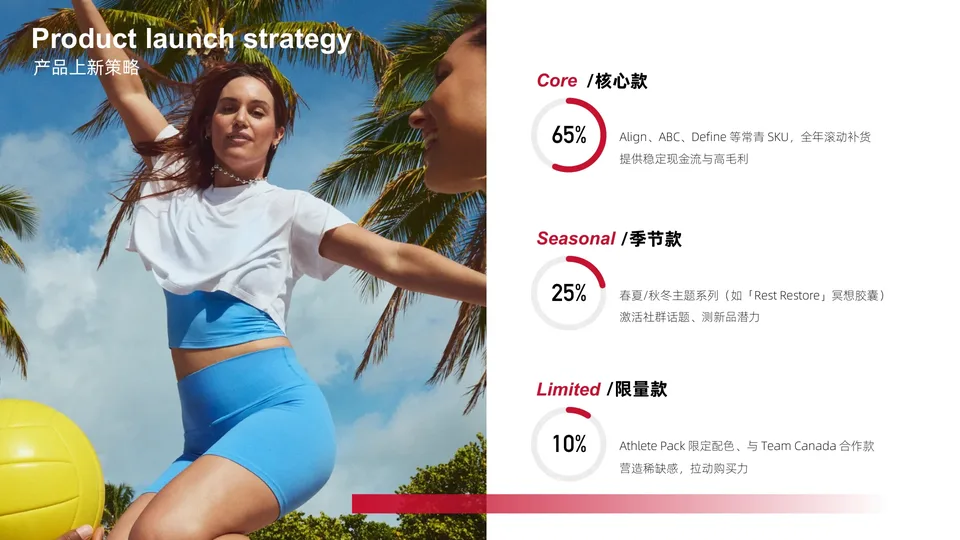 Product launch strategy
产品上新策略
Core /核心款
65%
Align、ABC、Define 等常青 SKU，全年滚动补货
提供稳定现金流与高毛利
Seasonal /季节款
25%
春夏/秋冬主题系列（如「Rest Restore」冥想胶囊）
激活社群话题、测新品潜力
Limited /限量款
10%
Athlete Pack 限定配色、与 Team Canada 合作款
营造稀缺感，拉动购买力